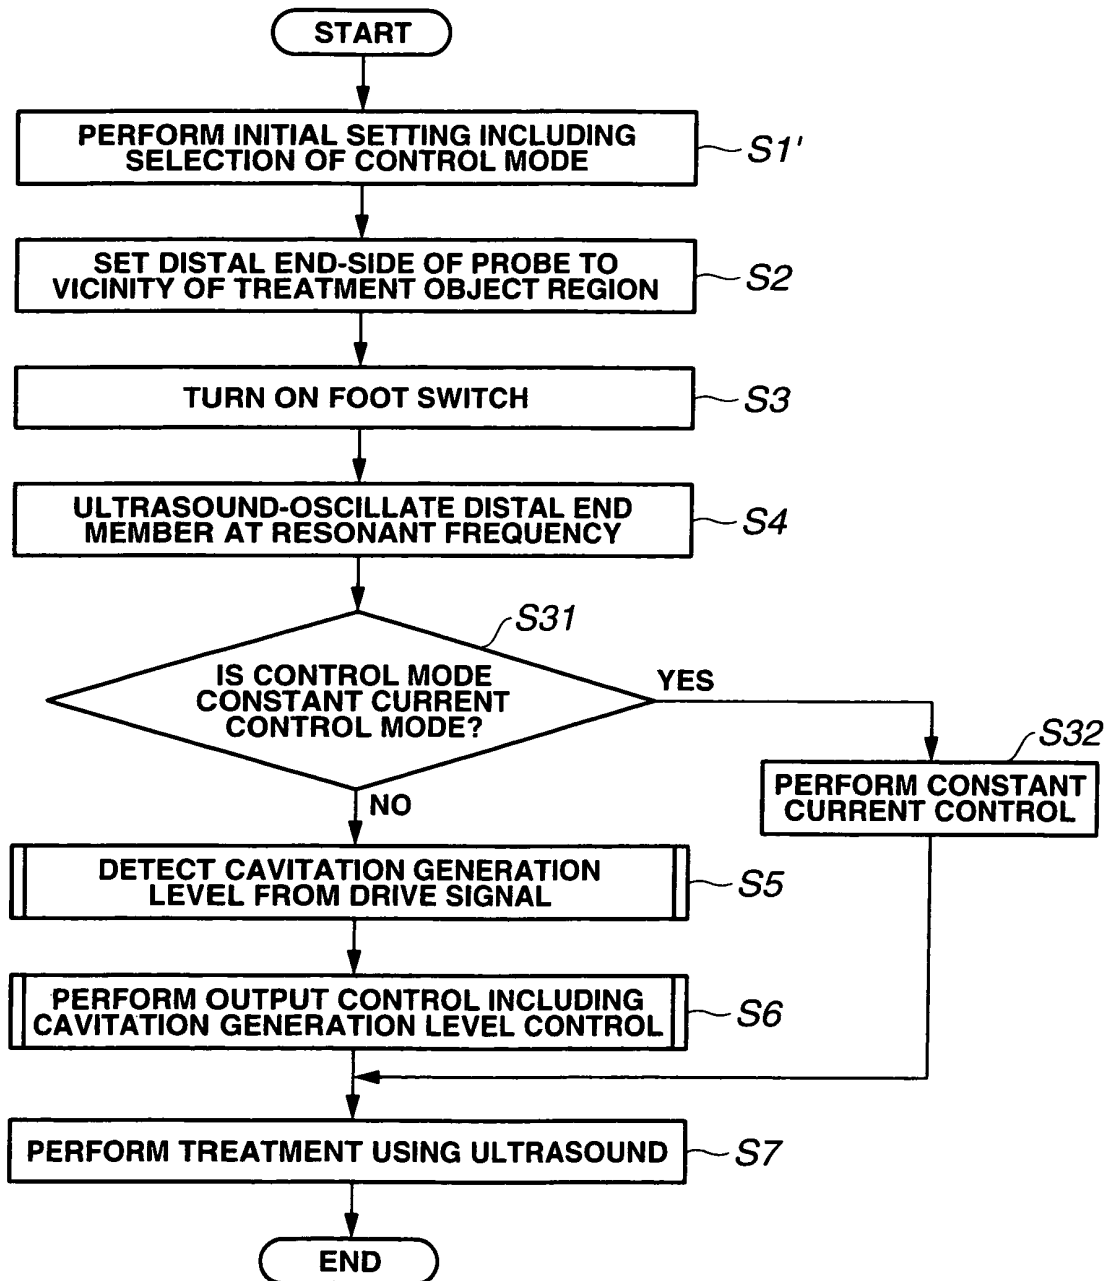 START
PERFORM INITIAL SETTING INCLUDING
SELECTION OF CONTROL MODE
S1'
SET DISTAL END-SIDE OF PROBE TO
VICINITY OF TREATMENT OBJECT REGION
S2
TURN ON FOOT SWITCH
S3
ULTRASOUND-OSCILLATE DISTAL END
MEMBER AT RESONANT FREQUENCY
S4
S31
IS CONTROL MODE
CONSTANT CURRENT
CONTROL MODE?
YES
S32
PERFORM CONSTANT
CURRENT CONTROL
NO
DETECT CAVITATION GENERATION
LEVEL FROM DRIVE SIGNAL
S5
PERFORM OUTPUT CONTROL INCLUDING
CAVITATION GENERATION LEVEL CONTROL
S6
PERFORM TREATMENT USING ULTRASOUND
S7
END